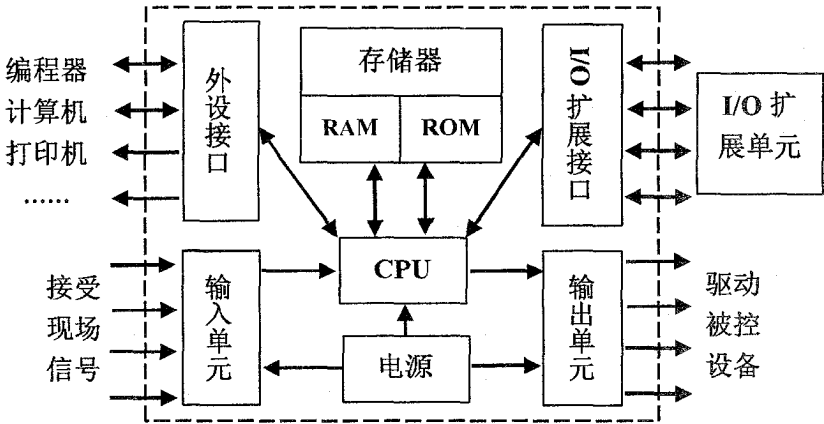 编程器
计算机
打印机
......
外设接口
存储器
RAM
ROM
I/O扩展接口
I/O 扩
展单元
接受
现场
信号
输入单元
CPU
电源
输出单元
驱动
被控
设备